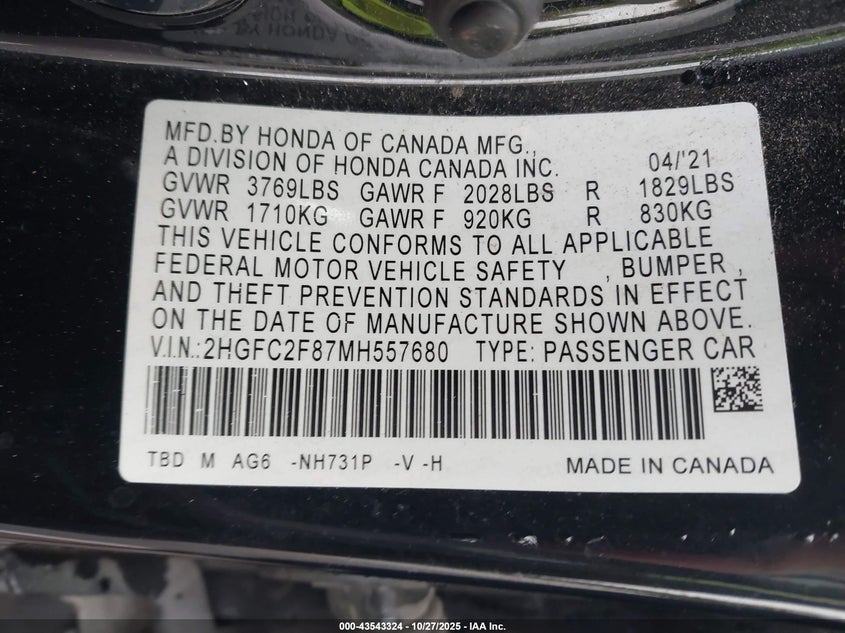 MFD.BY HONDA OF CANADA MFG.,
A DIVISION OF HONDA CANADA INC. 04/'21
GVWR 3769LBS GAWR F 2028LBS R 1829LBS
GVWR 1710KG GAWR F 920KG R 830KG
THIS VEHICLE CONFORMS TO ALL APPLICABLE
FEDERAL MOTOR VEHICLE SAFETY , BUMPER ,
AND THEFT PREVENTION STANDARDS IN EFFECT
ON THE DATE OF MANUFACTURE SHOWN ABOVE.
V.I.N.:2HGFC2F87MH557680 TYPE: PASSENGER CAR
TBD M AG6 -NH731P -V -H MADE IN CANADA
000-43543324 | 10/27/2025 | IAA Inc.